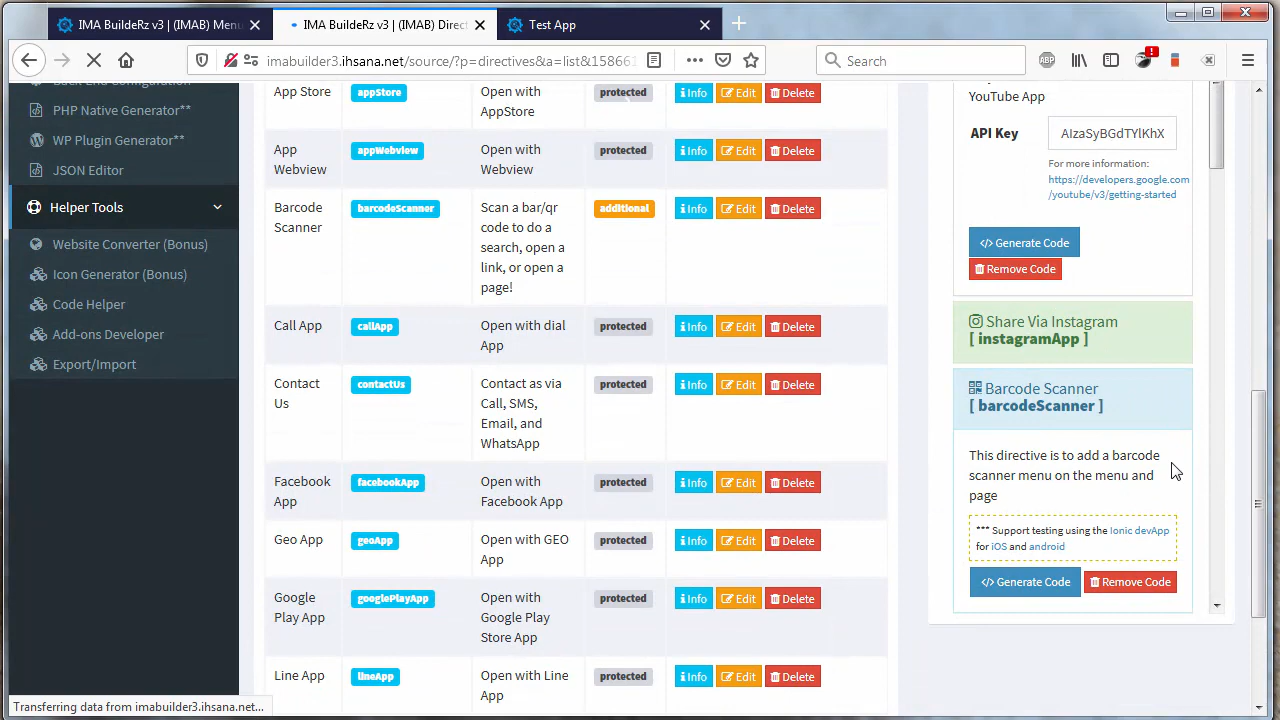 IMA BuildeRz v3 | (IMAB) Menu
IMA BuildeRz v3 | (IMAB) Direct
Test App
imabuilder3.ihsana.net/source/?p=directives&a=list&158661
Search
PHP Native Generator**
WP Plugin Generator**
JSON Editor
Helper Tools
Website Converter (Bonus)
Icon Generator (Bonus)
Code Helper
Add-ons Developer
Export/Import
App Store appStore Open with AppStore protected Info Edit Delete
App Webview appWebview Open with Webview protected Info Edit Delete
Barcode Scanner barcodeScanner Scan a bar/qr code to do a search, open a link, or open a page! additional Info Edit Delete
Call App callApp Open with dial App protected Info Edit Delete
Contact Us contactUs Contact as via Call, SMS, Email, and WhatsApp protected Info Edit Delete
Facebook App facebookApp Open with Facebook App protected Info Edit Delete
Geo App geoApp Open with GEO App protected Info Edit Delete
Google Play App googlePlayApp Open with Google Play Store App protected Info Edit Delete
Line App lineApp Open with Line App protected Info Edit Delete
YouTube App
API Key AIzaSyBGdTYlKhX
For more information:
https://developers.google.com
/youtube/v3/getting-started
</> Generate Code
Remove Code
Share Via Instagram
[ instagramApp ]
Barcode Scanner
[ barcodeScanner ]
This directive is to add a barcode
scanner menu on the menu and
page
*** Support testing using the Ionic devApp
for iOS and android
</> Generate Code Remove Code
Transferring data from imabuilder3.ihsana.net...